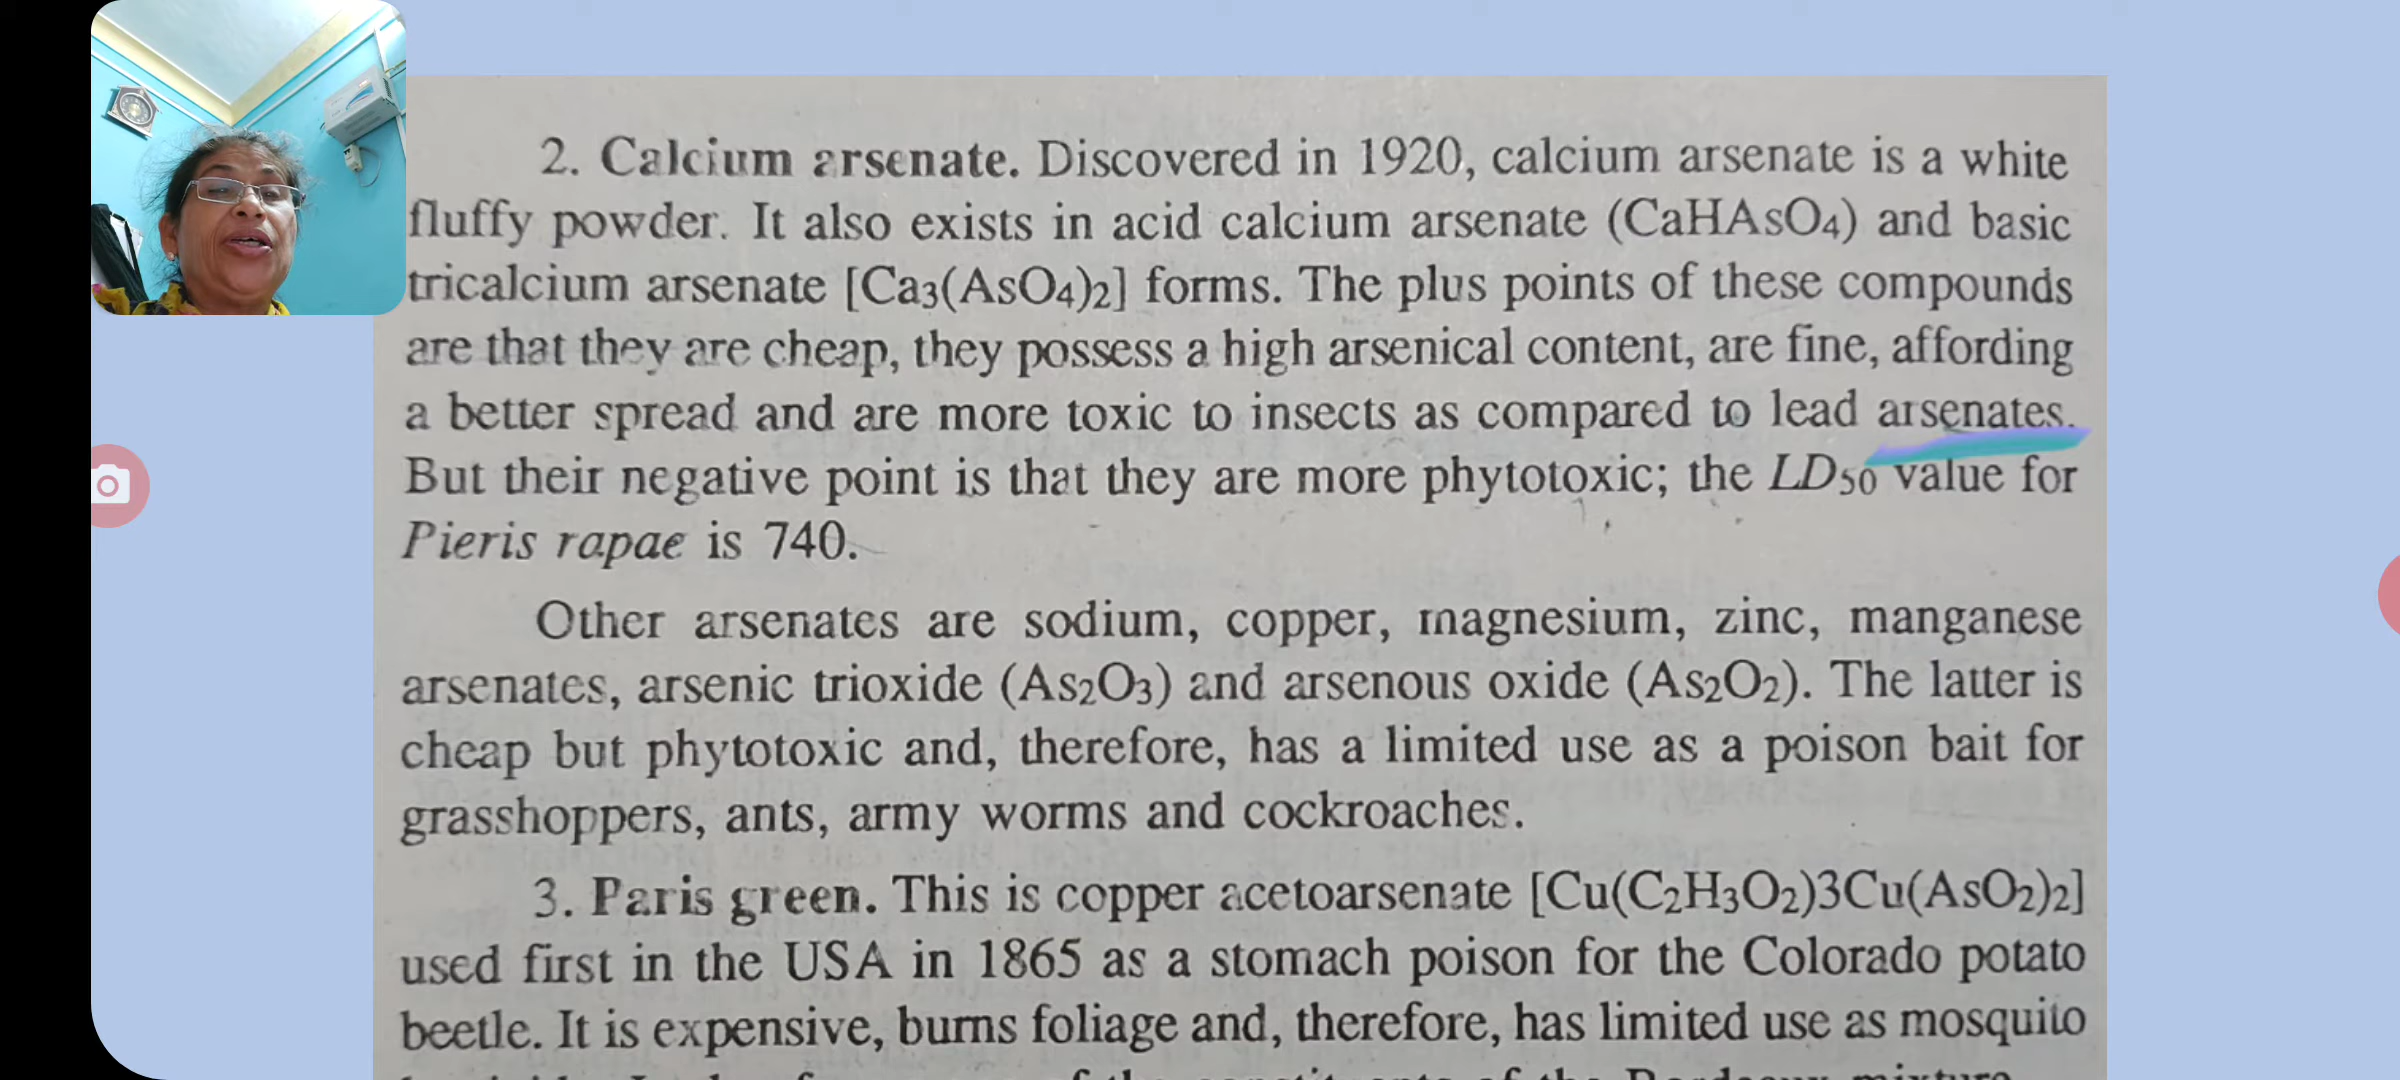 2. Calcium arsenate. Discovered in 1920, calcium arsenate is a white
fluffy powder. It also exists in acid calcium arsenate (CaHAsO4) and basic
tricalcium arsenate [Ca3(AsO4)2] forms. The plus points of these compounds
are that they are cheap, they possess a high arsenical content, are fine, affording
a better spread and are more toxic to insects as compared to lead arsenates.
But their negative point is that they are more phytotoxic; the LD50 value for
Pieris rapae is 740.
Other arsenates are sodium, copper, magnesium, zinc, manganese
arsenates, arsenic trioxide (As2O3) and arsenous oxide (As2O2). The latter is
cheap but phytotoxic and, therefore, has a limited use as a poison bait for
grasshoppers, ants, army worms and cockroaches.
3. Paris green. This is copper acetoarsenate [Cu(C2H3O2)3Cu(AsO2)2]
used first in the USA in 1865 as a stomach poison for the Colorado potato
beetle. It is expensive, burns foliage and, therefore, has limited use as mosquito
of the constituents of the Bordeaux mixture